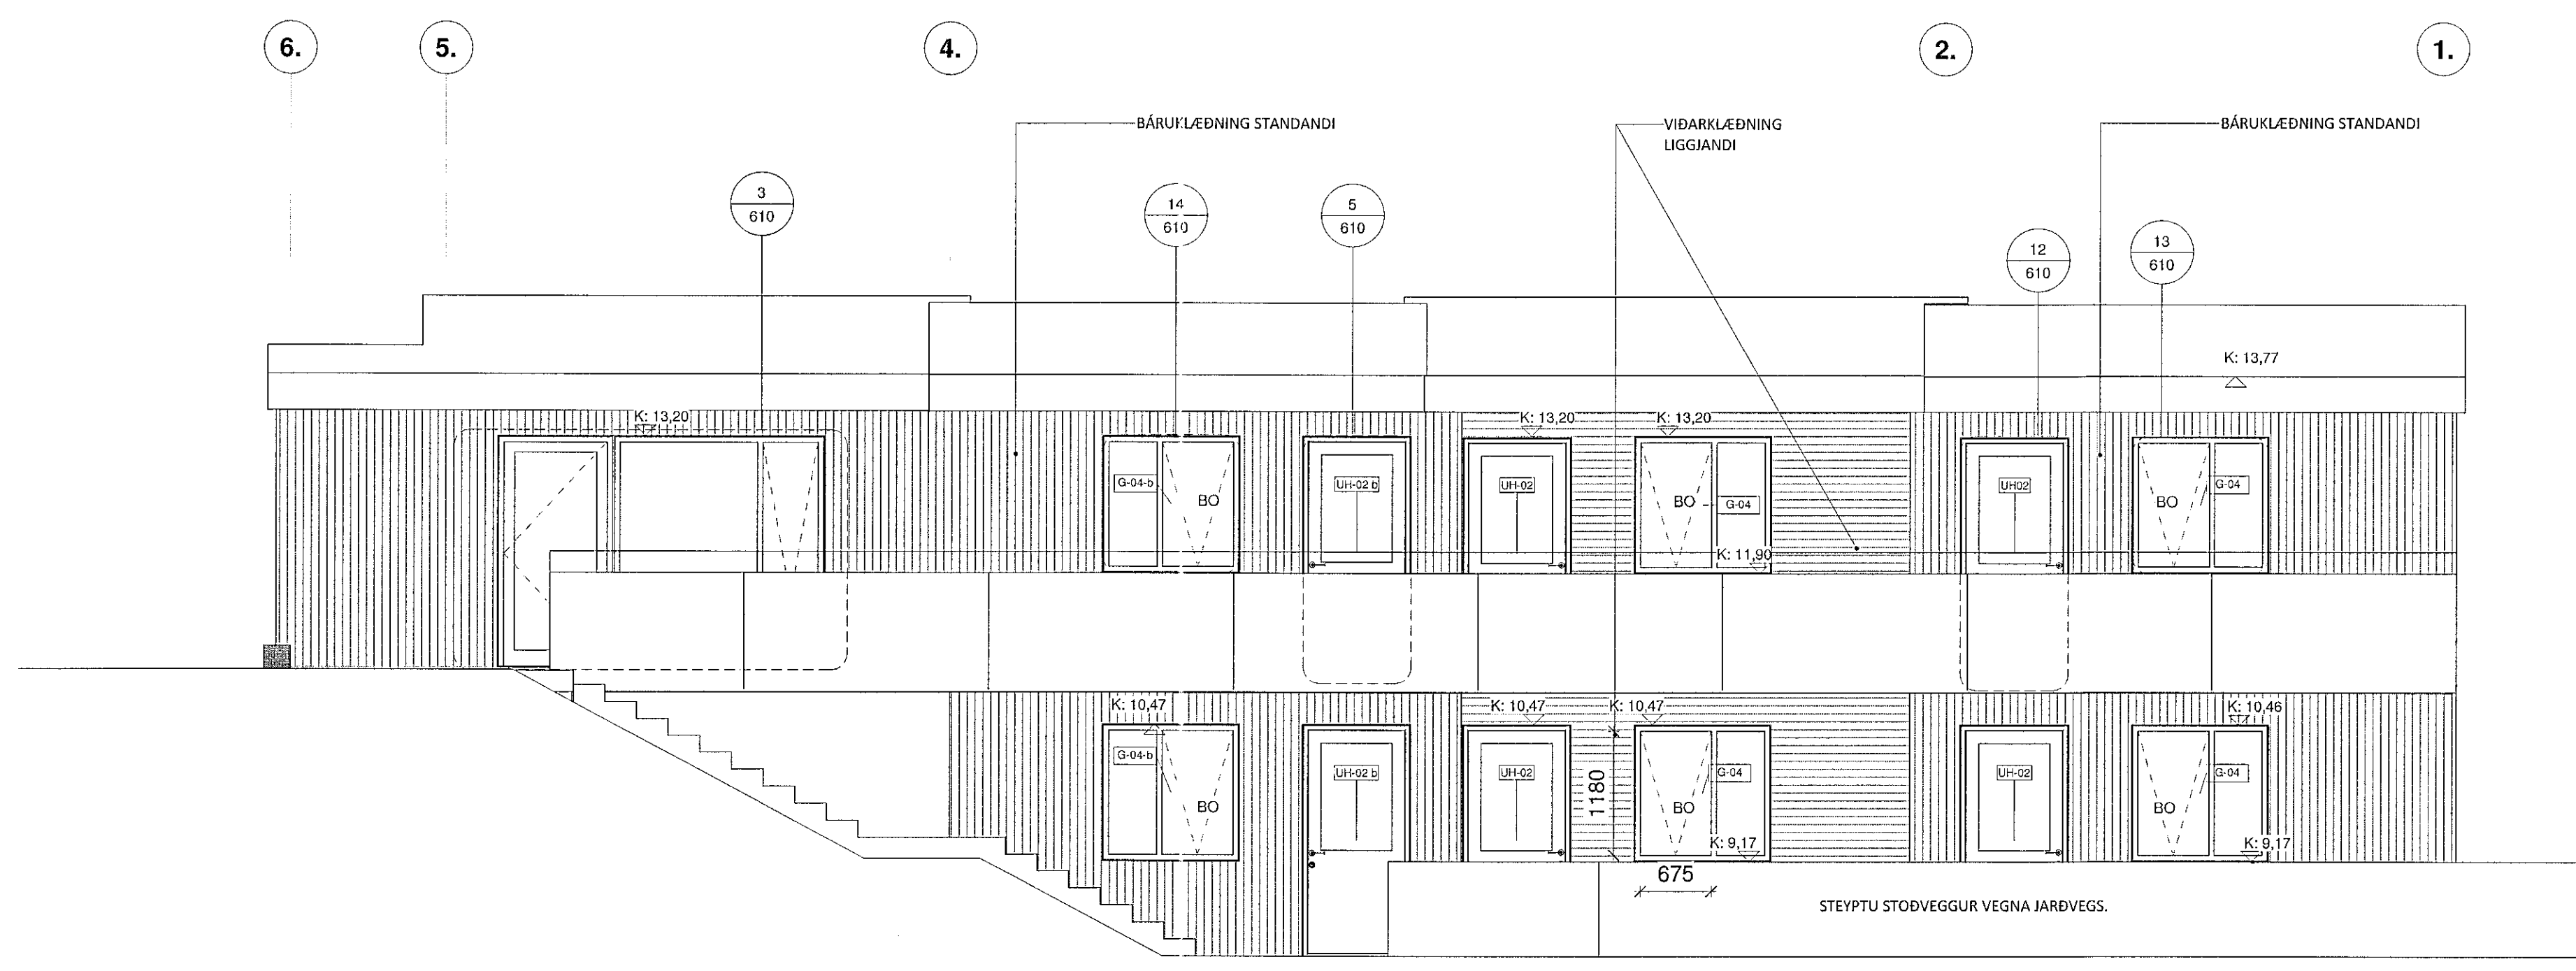 6. 5. 4. 2. 1.
BÁRUKLÆÐNING STANDANDI
VIÐARKLÆÐNING
LIGGJANDI
BÁRUKLÆÐNING STANDANDI
3
610
14
610
5
610
12
610
13
610
K: 13,77
K: 13,20
K: 13,20
K: 13,20
G-04-b
BO
UH-02 b
UH-02
BO
G-04
UH02
BO
G-04
K: 11,90
K: 10,47
K: 10,47
K: 10,47
K: 10,46
G-04-b
BO
UH-02 b
UH-02
1180
BO
G-04
UH-02
BO
G-04
K: 9,17
K: 9,17
675
STEYPTU STOÐVEGGUR VEGNA JARÐVEGS.